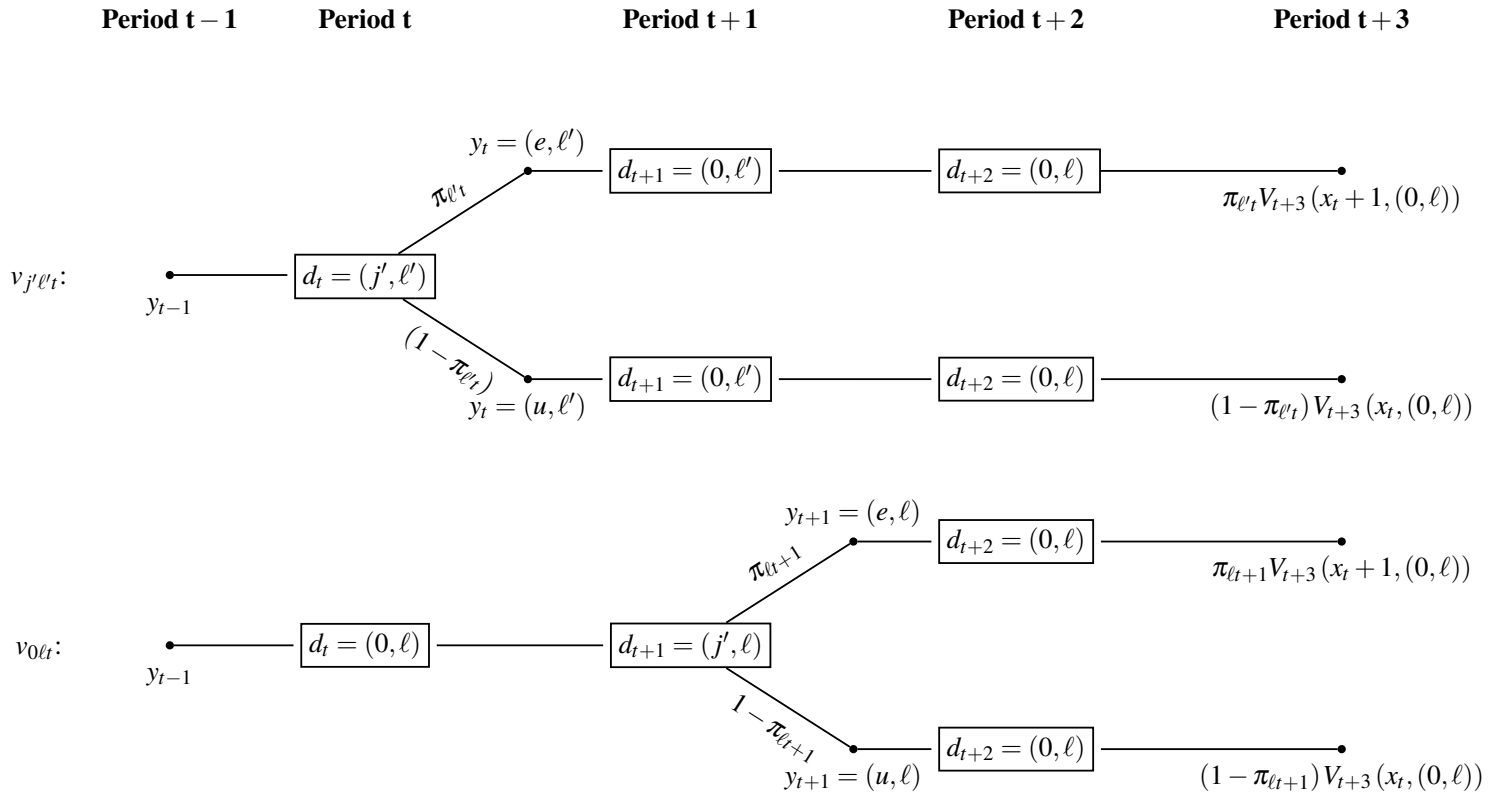 Period t − 1 Period t Period t + 1 Period t + 2 Period t + 3
y_t = (e, ℓ′)
π_{ℓ′t} d_{t+1} = (0, ℓ′) d_{t+2} = (0, ℓ)
π_{ℓ′t}V_{t+3}(x_t + 1, (0, ℓ))
v_{j′ℓ′t}: y_{t−1} d_t = (j′, ℓ′)
(1 − π_{ℓ′t}) d_{t+1} = (0, ℓ′) d_{t+2} = (0, ℓ)
y_t = (u, ℓ′) (1 − π_{ℓ′t})V_{t+3}(x_t, (0, ℓ))
y_{t+1} = (e, ℓ)
π_{ℓt+1} d_{t+2} = (0, ℓ)
π_{ℓt+1}V_{t+3}(x_t + 1, (0, ℓ))
v_{0ℓt}: y_{t−1} d_t = (0, ℓ) d_{t+1} = (j′, ℓ)
1 − π_{ℓt+1} d_{t+2} = (0, ℓ)
y_{t+1} = (u, ℓ) (1 − π_{ℓt+1})V_{t+3}(x_t, (0, ℓ))